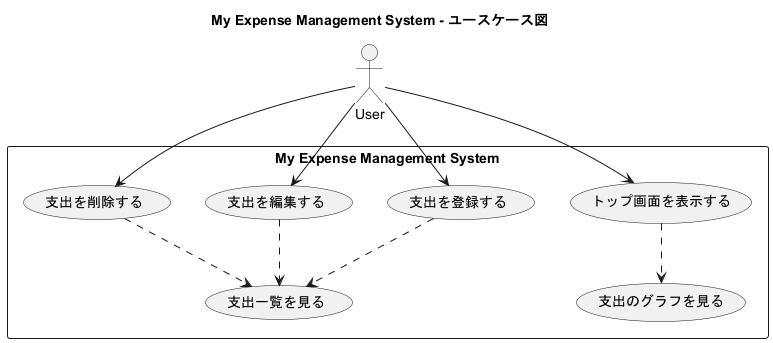 My Expense Management System - ユースケース図
User
My Expense Management System
支出を削除する
支出を編集する
支出を登録する
トップ画面を表示する
支出一覧を見る
支出のグラフを見る